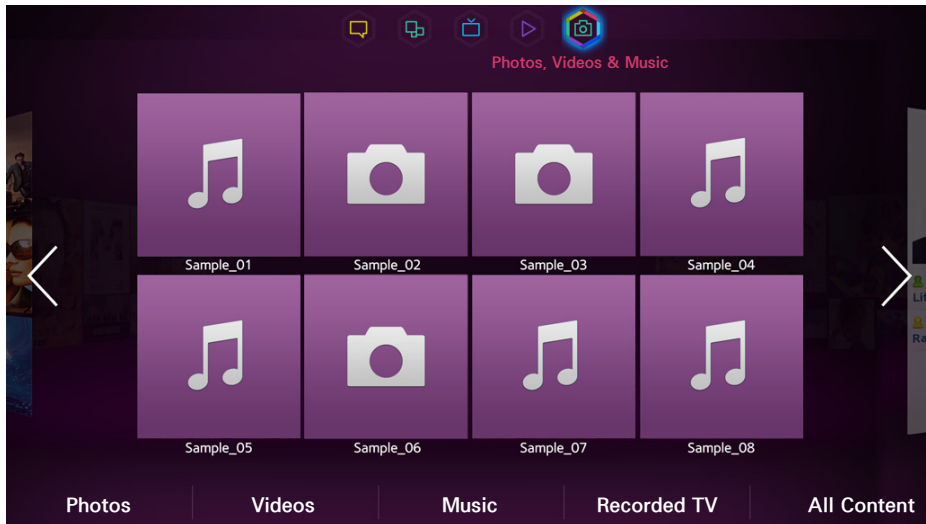 Photos, Videos & Music
Sample_01 Sample_02 Sample_03 Sample_04
Sample_05 Sample_06 Sample_07 Sample_08
Photos Videos Music Recorded TV All Content